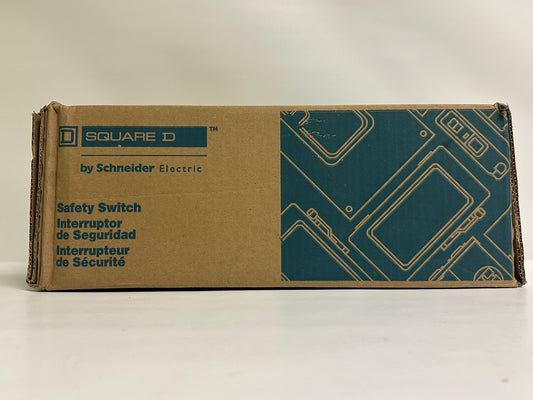 SQUARE D ™
by Schneider Electric
Safety Switch
Interruptor
de Seguridad
Interrupteur
de Sécurité